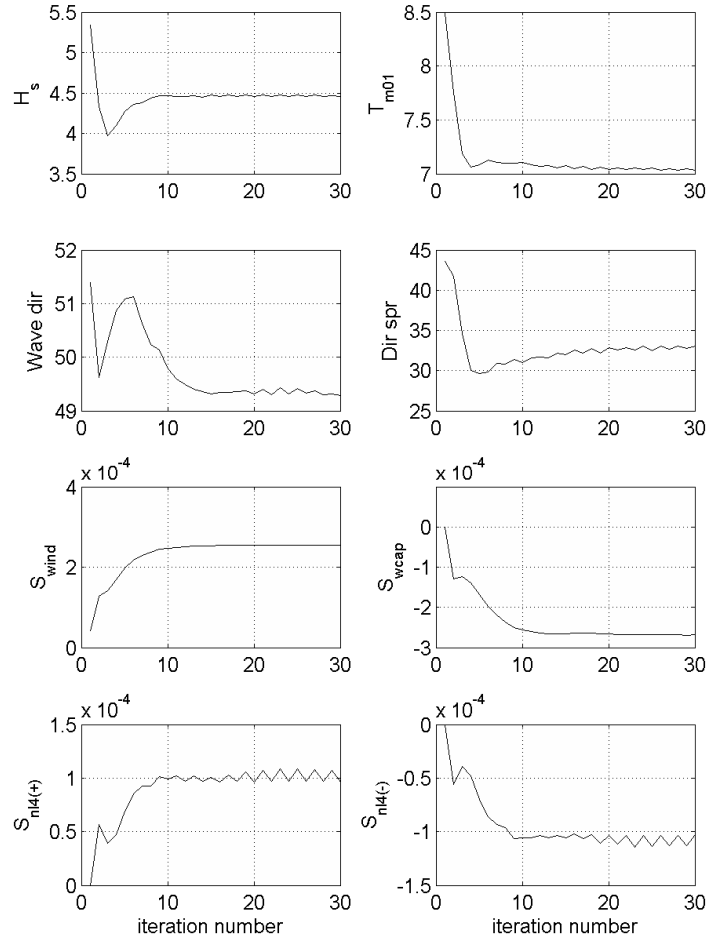 5.5
5
4.5
4
3.5
H_s
0 10 20 30
8.5
8
7.5
7
T_m01
0 10 20 30
52
51
50
49
Wave dir
0 10 20 30
45
40
35
30
25
Dir spr
0 10 20 30
x 10^-4
4
2
0
S_wind
0 10 20 30
x 10^-4
0
-1
-2
-3
S_wcap
0 10 20 30
x 10^-4
1.5
1
0.5
0
S_nl4(+)
0 10 20 30
iteration number
x 10^-4
0
-0.5
-1
-1.5
S_nl4(-)
0 10 20 30
iteration number